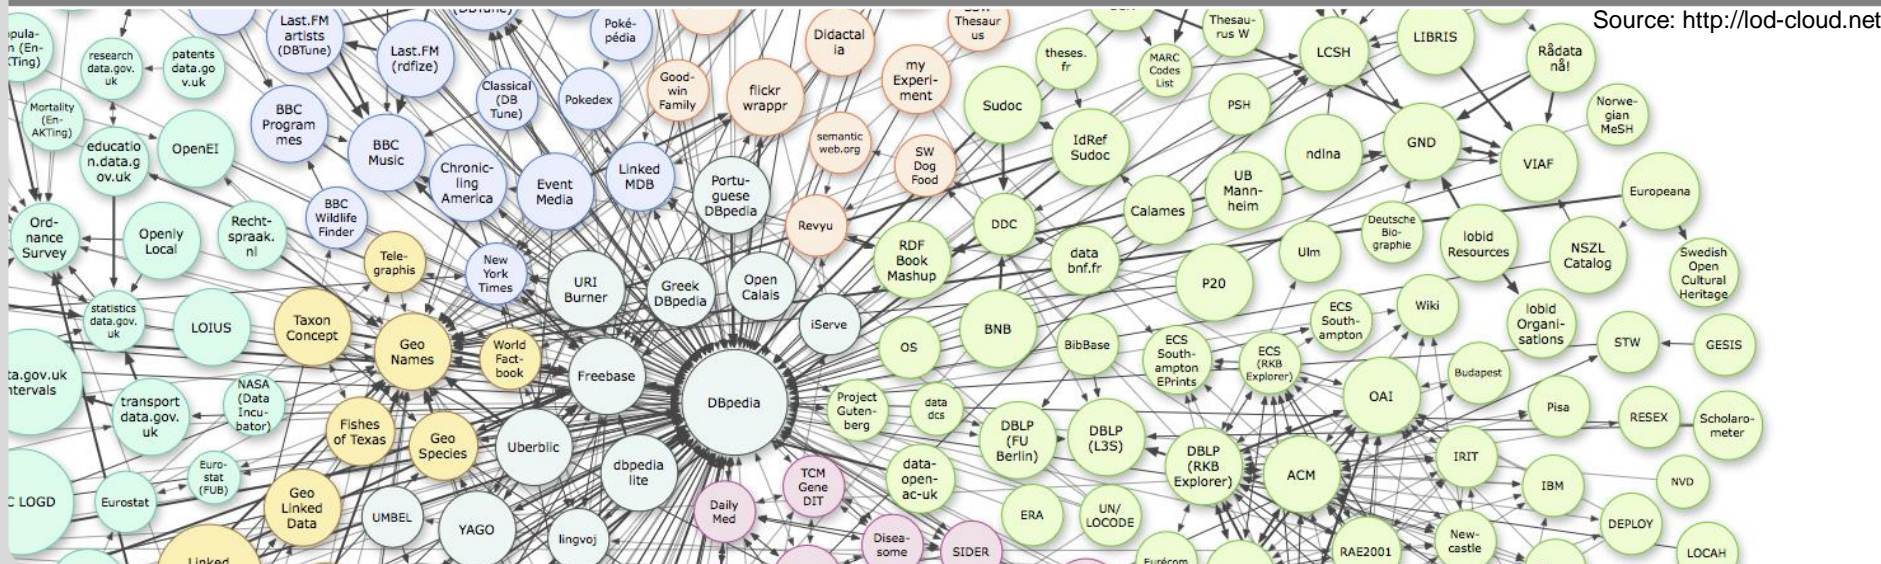 Source: http://lod-cloud.net
Last.FM
artists
(DBTune)
(DBTune)
Poké-
pédia
Didactal
ia
Thesaur
us
Thesau-
rus W
LCSH
LIBRIS
Rådata
nå!
research
data.gov.
uk
patents
data.go
v.uk
Last.FM
(rdfize)
theses.
fr
MARC
Codes
List
Mortality
(En-
AKTing)
BBC
Program
mes
Classical
(DB
Tune)
Pokedex
Good-
win
Family
flickr
wrappr
my
Experi-
ment
Sudoc
PSH
Norwe-
gian
MeSH
educatio
n.data.g
ov.uk
OpenEI
BBC
Music
semantic
web.org
IdRef
Sudoc
ndlna
GND
VIAF
Chronic-
ling
America
Event
Media
Linked
MDB
Portu-
guese
DBpedia
SW
Dog
Food
UB
Mann-
heim
Europeana
Ord-
nance
Survey
Openly
Local
Recht-
spraak.
nl
BBC
Wildlife
Finder
Revyu
DDC
Calames
Deutsche
Bio-
graphie
lobid
Resources
NSZL
Catalog
Swedish
Open
Cultural
Heritage
Tele-
graphis
New
York
Times
URI
Burner
Greek
DBpedia
Open
Calais
RDF
Book
Mashup
data
bnf.fr
P20
Ulm
statistics
data.gov.
uk
LOIUS
Taxon
Concept
Geo
Names
World
Fact-
book
iServe
BNB
ECS
South-
ampton
Wiki
lobid
Organi-
sations
OS
BibBase
ECS
South-
ampton
EPrints
ECS
(RKB
Explorer)
STW
GESIS
ta.gov.uk
ntervals
transport
data.gov.
uk
NASA
(Data
Incu-
bator)
Freebase
DBpedia
Project
Guten-
berg
data
dcs
OAI
Budapest
Pisa
RESEX
Scholaro-
meter
Fishes
of Texas
Geo
Species
Uberblic
dbpedia
lite
DBLP
(FU
Berlin)
DBLP
(L3S)
DBLP
(RKB
Explorer)
ACM
IRIT
C LOGD
Eurostat
Euro-
stat
(FUB)
Geo
Linked
Data
UMBEL
YAGO
lingvoj
Daily
Med
TCM
Gene
DIT
data-
open-
ac-uk
ERA
UN/
LOCODE
IBM
NVD
Linked
Disea-
some
SIDER
Eurécom
RAE2001
New-
castle
DEPLOY
LOCAH